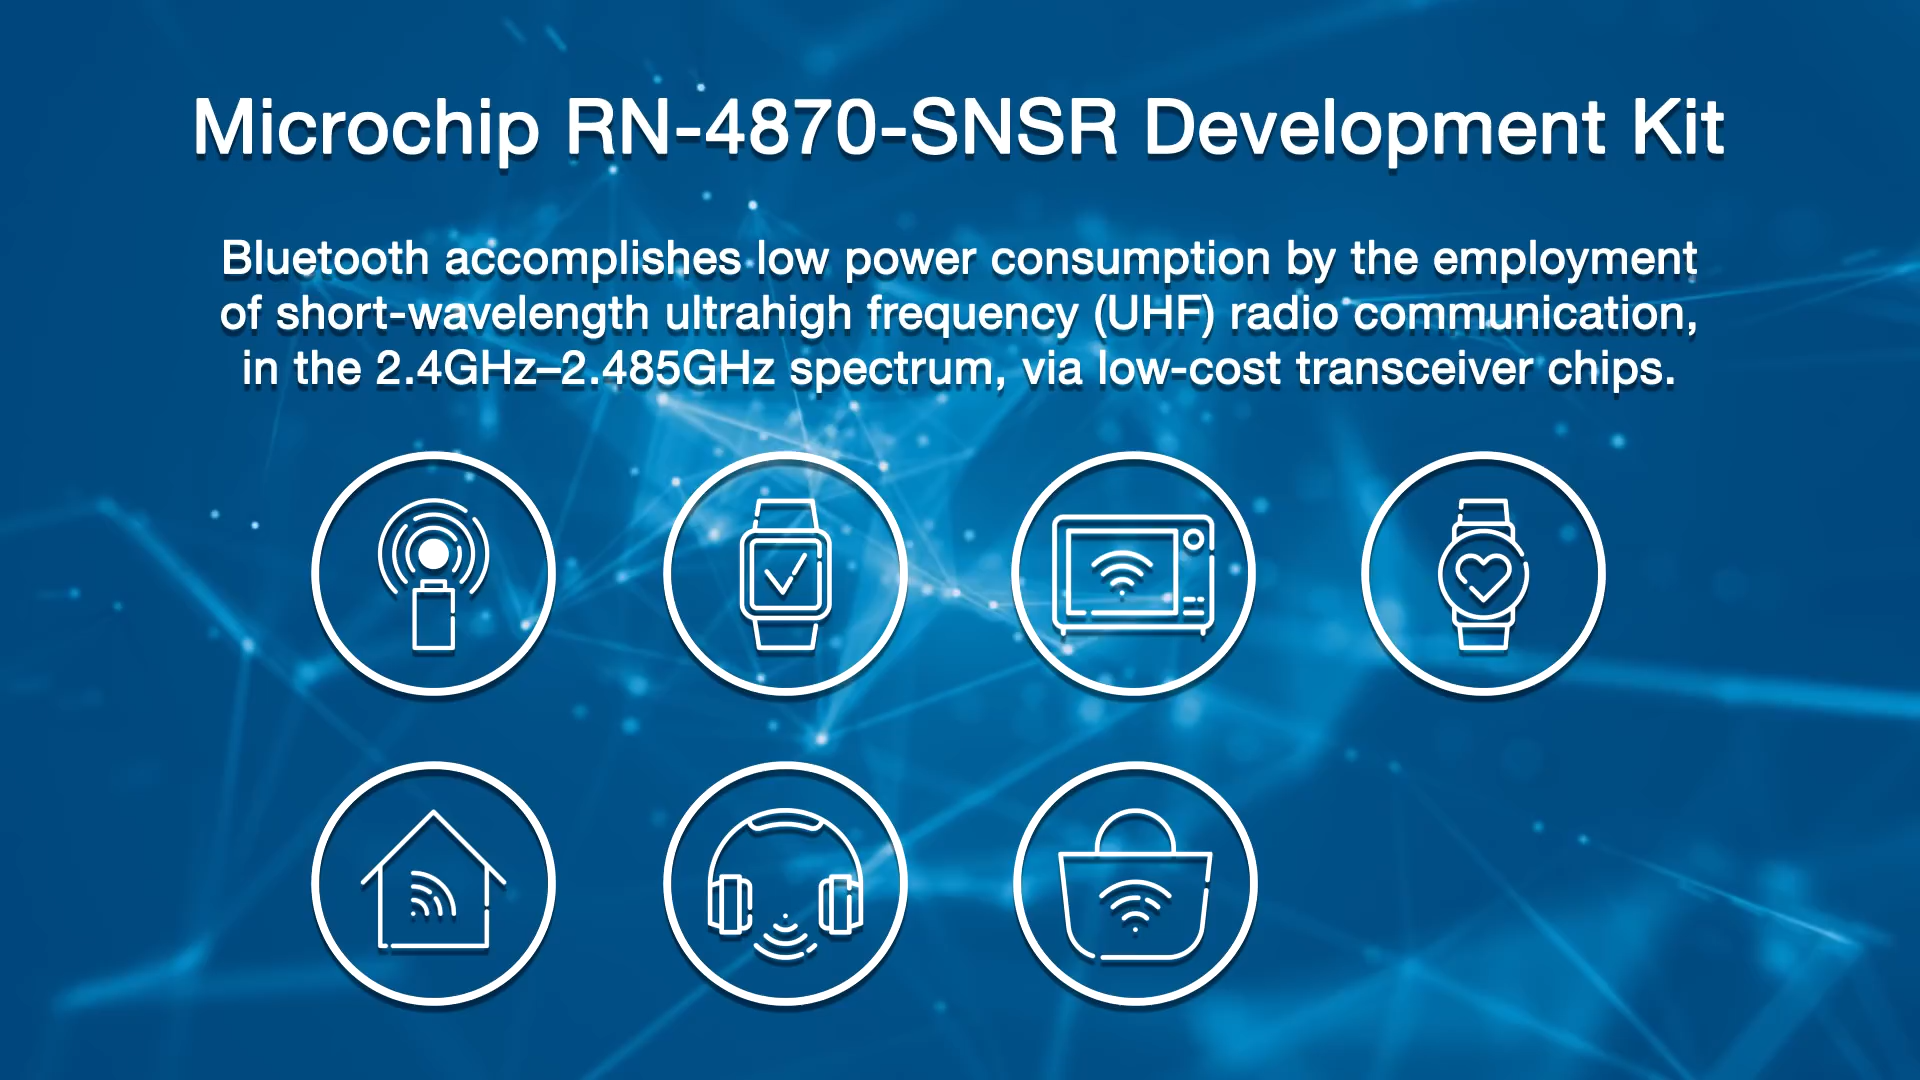 Microchip RN-4870-SNSR Development Kit
Bluetooth accomplishes low power consumption by the employment
of short-wavelength ultrahigh frequency (UHF) radio communication,
in the 2.4GHz–2.485GHz spectrum, via low-cost transceiver chips.